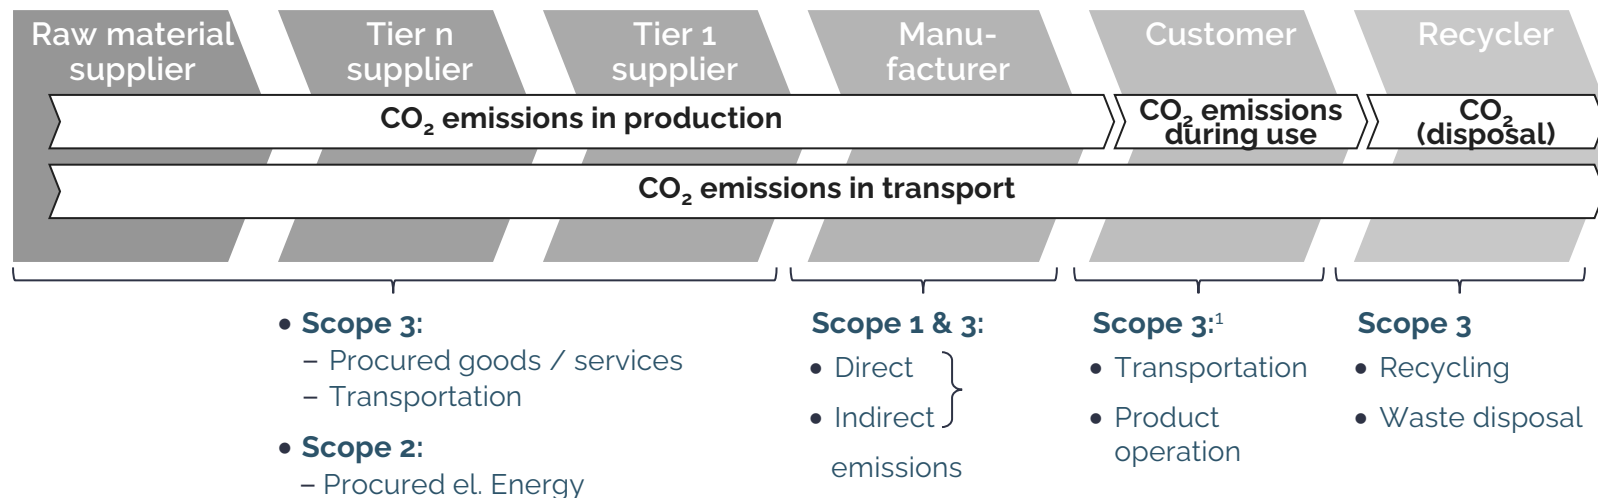 Raw material
supplier
Tier n
supplier
Tier 1
supplier
Manu-
facturer
Customer
Recycler
CO₂ emissions in production
CO₂ emissions
during use
CO₂
(disposal)
CO₂ emissions in transport
• Scope 3:
– Procured goods / services
– Transportation
• Scope 2:
– Procured el. Energy
Scope 1 & 3:
• Direct
• Indirect
emissions
Scope 3:¹
• Transportation
• Product
operation
Scope 3
• Recycling
• Waste disposal